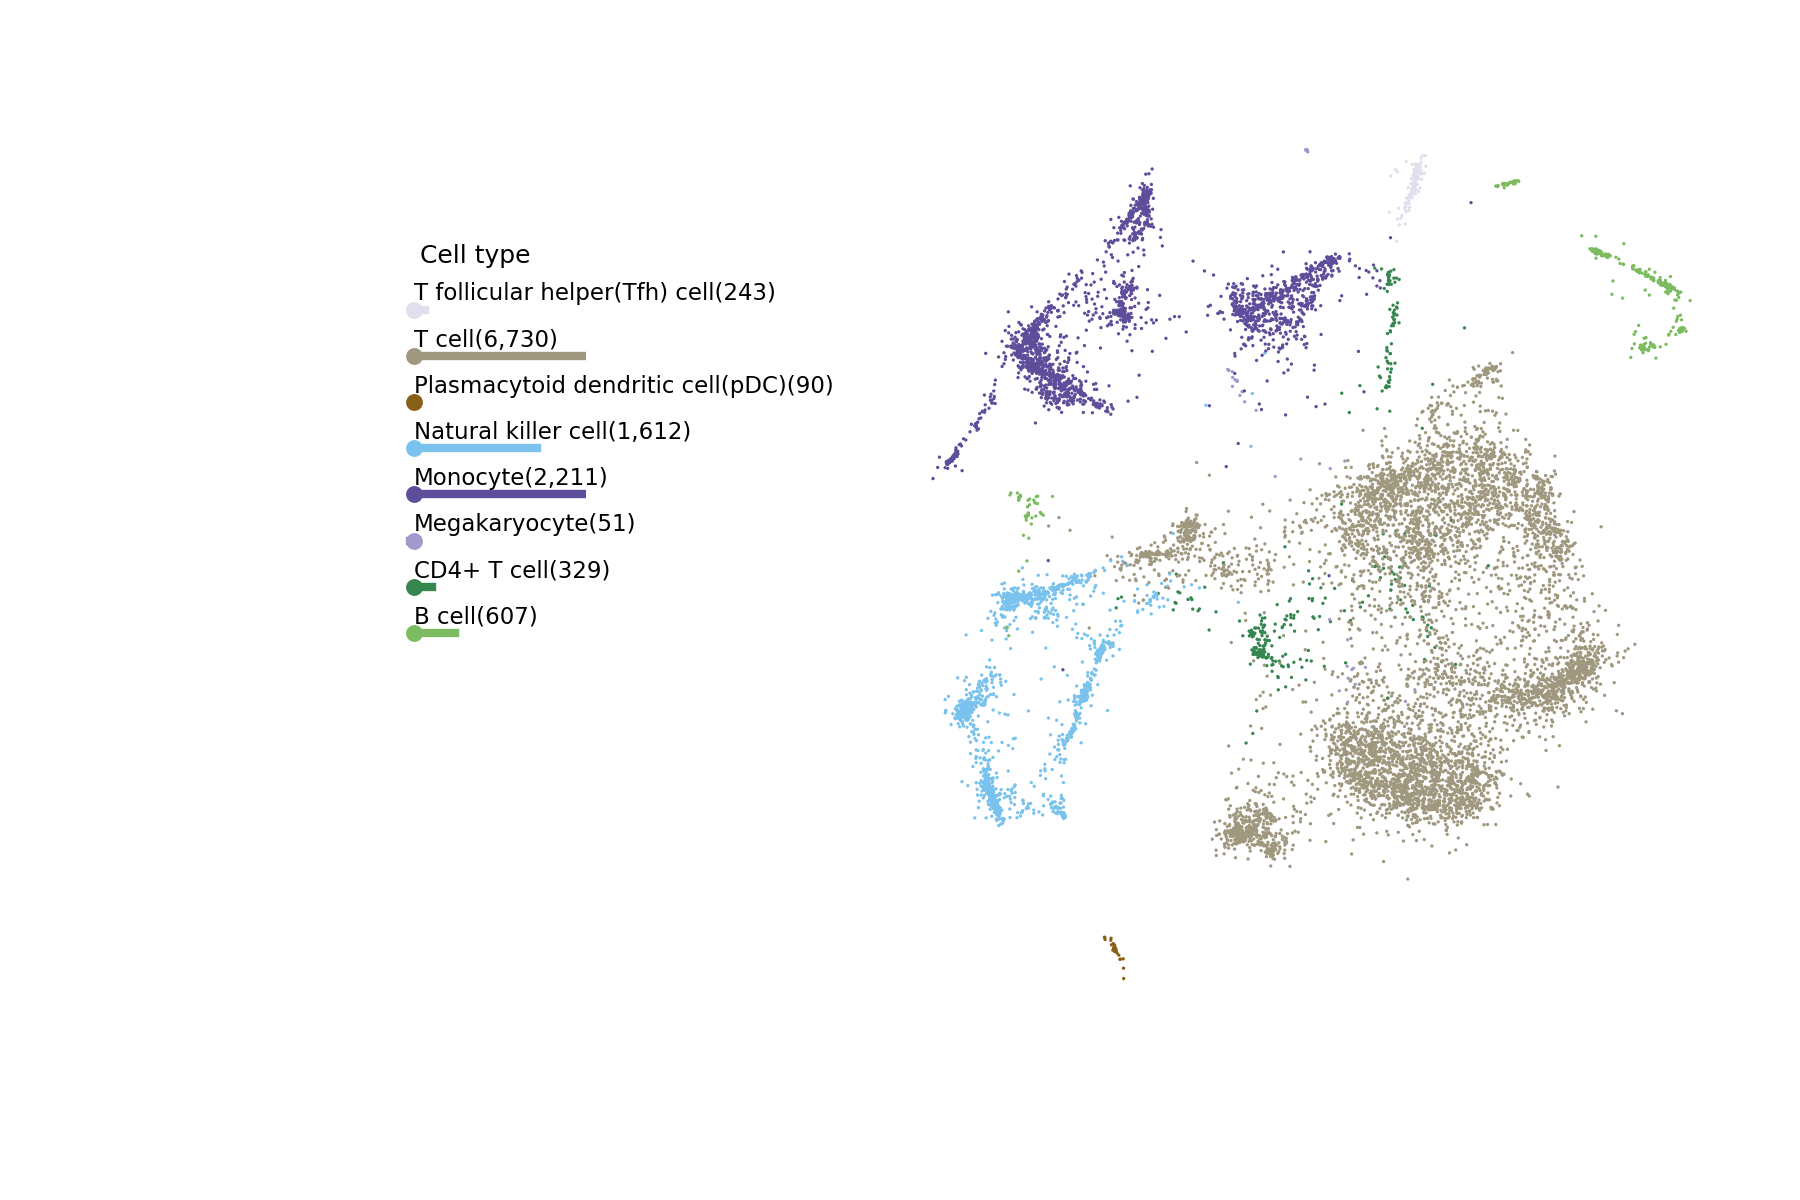 Cell type
T follicular helper(Tfh) cell(243)
T cell(6,730)
Plasmacytoid dendritic cell(pDC)(90)
Natural killer cell(1,612)
Monocyte(2,211)
Megakaryocyte(51)
CD4+ T cell(329)
B cell(607)